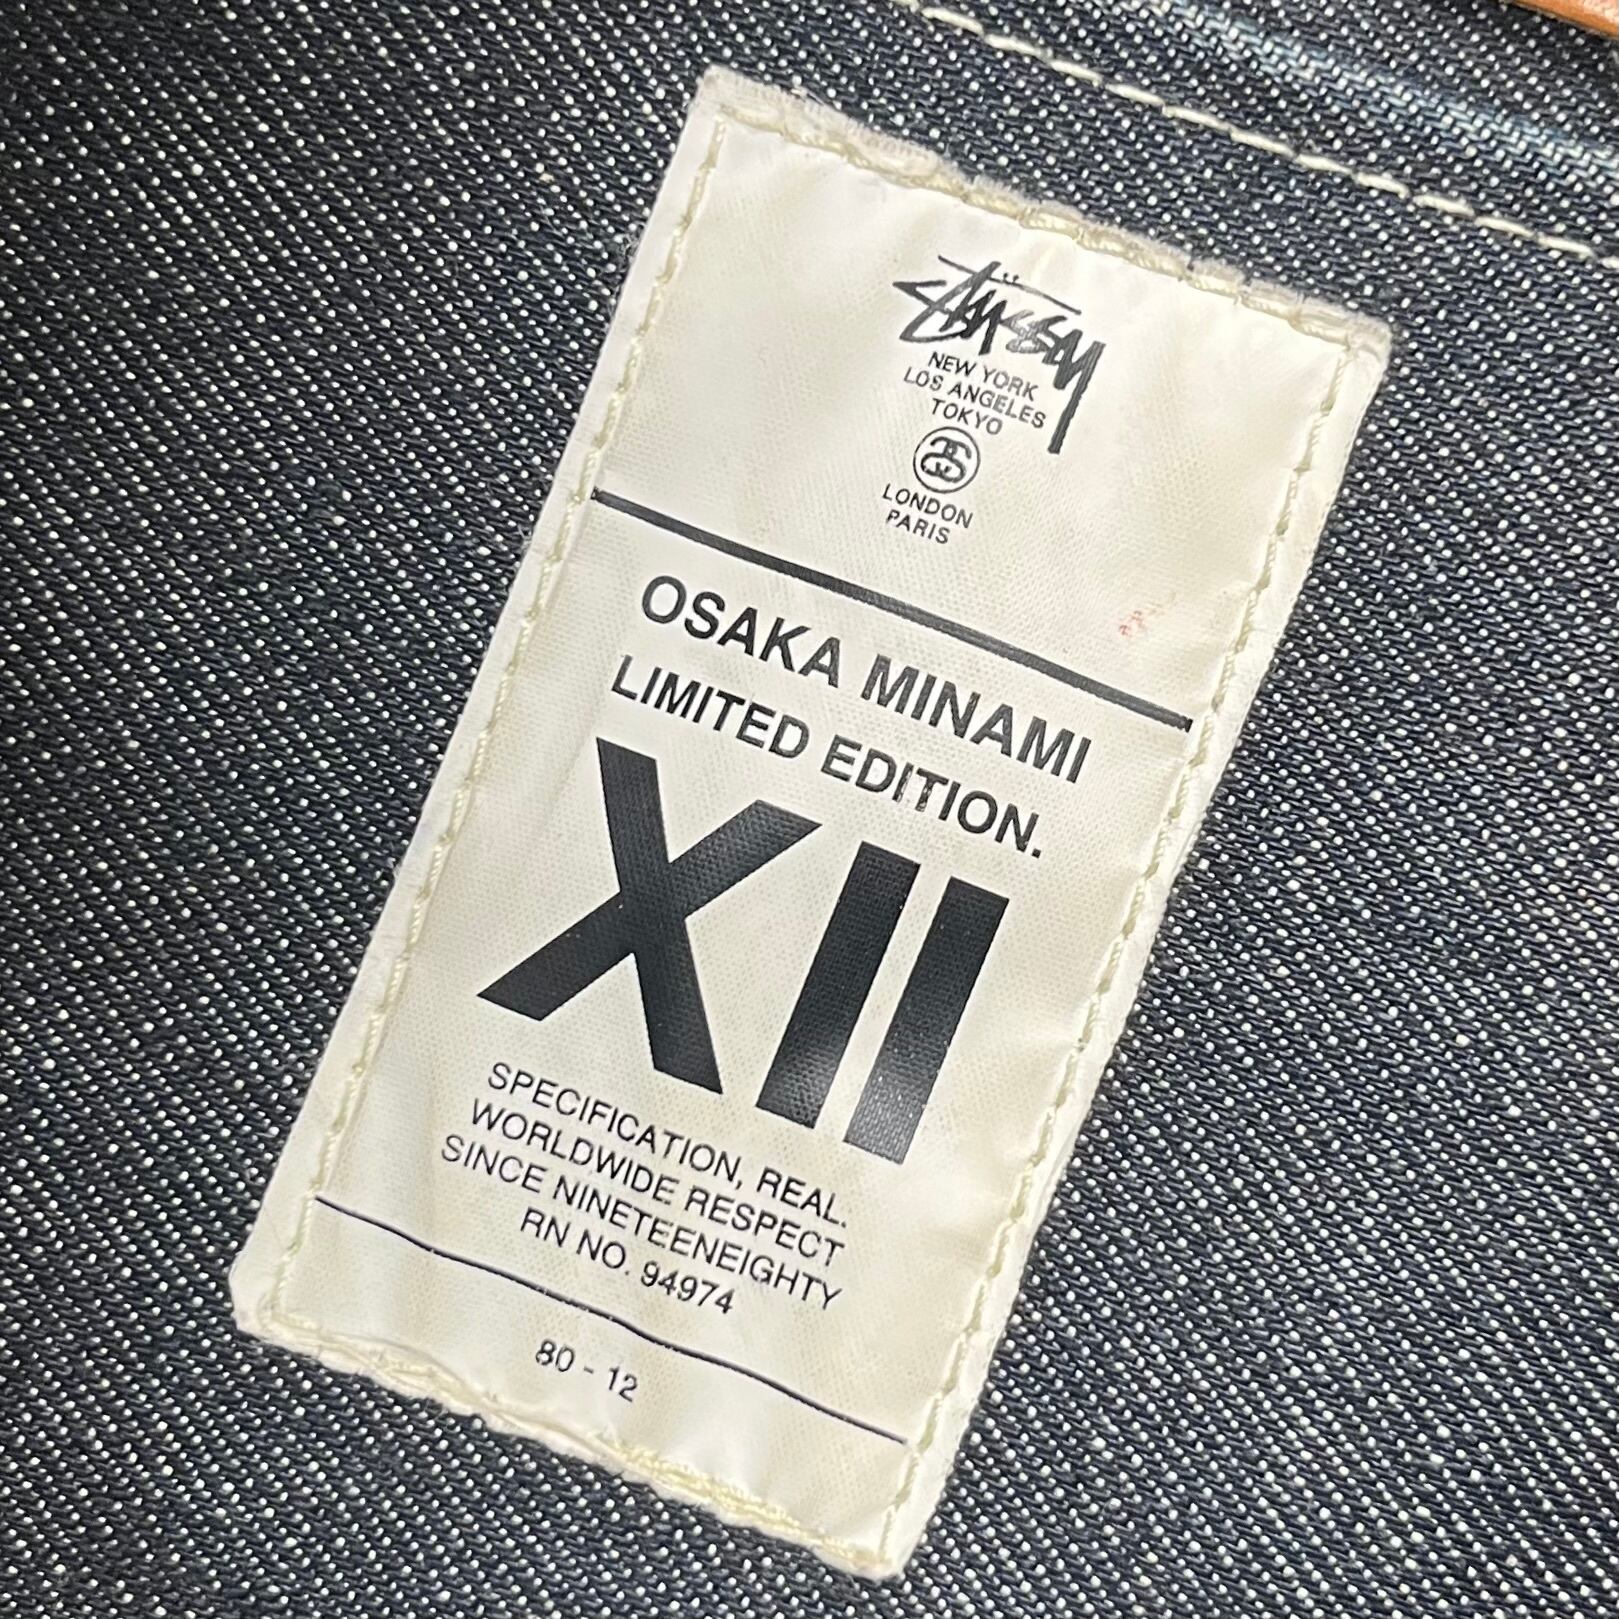 Stüssy
NEW YORK
LOS ANGELES
TOKYO
LONDON
PARIS
OSAKA MINAMI
LIMITED EDITION.
XII
SPECIFICATION, REAL.
WORLDWIDE RESPECT
SINCE NINETEENEIGHTY
RN NO. 94974
80 - 12